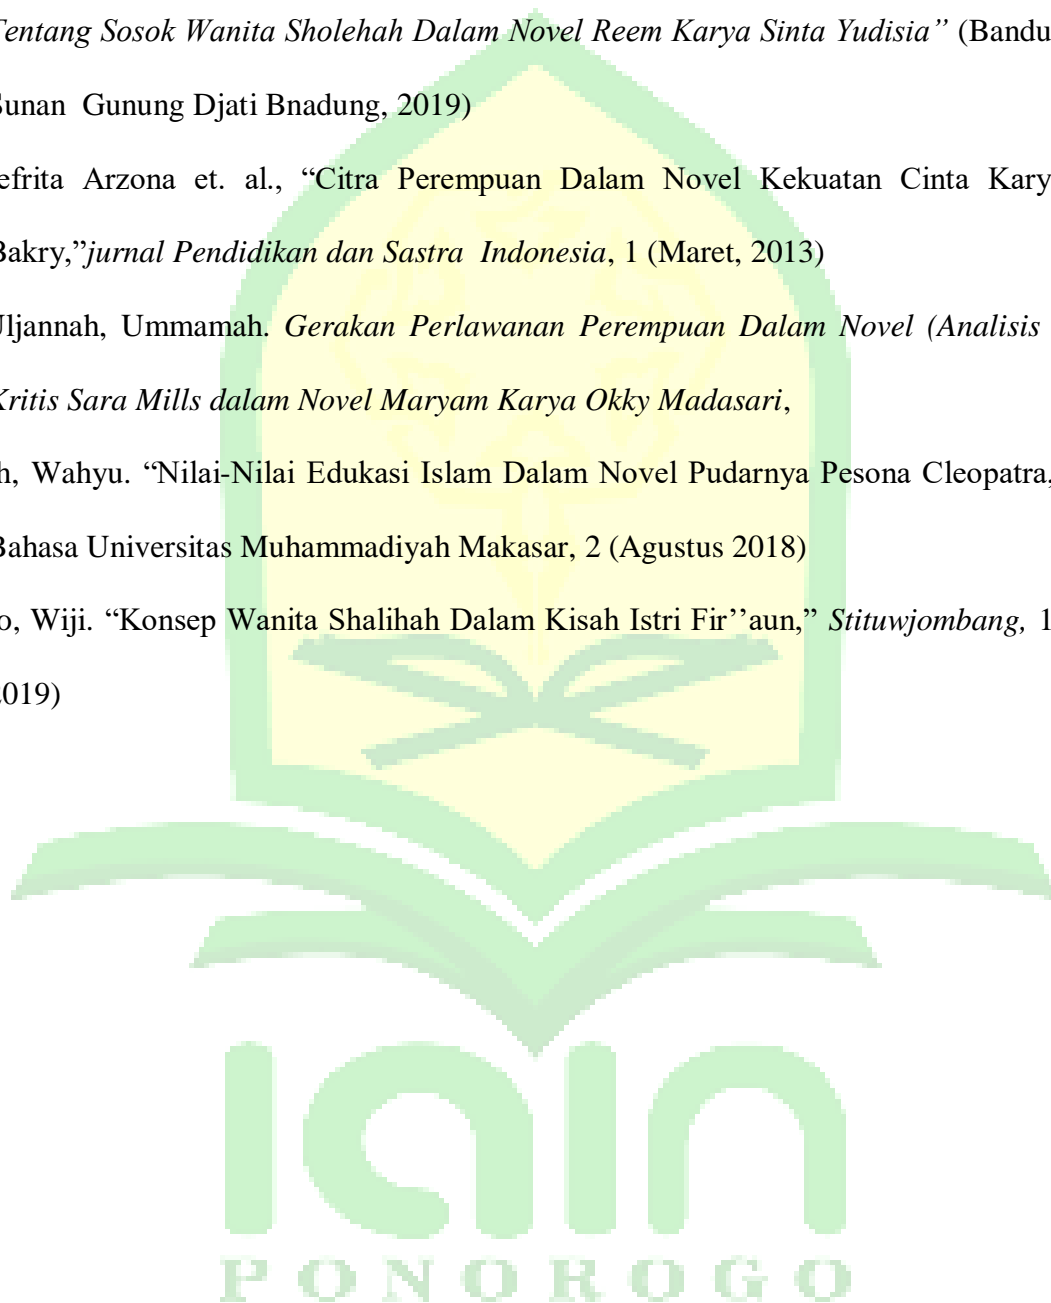 Tentang Sosok Wanita Sholehah Dalam Novel Reem Karya Sinta Yudisia” (Bandu
Sunan Gunung Djati Bnadung, 2019)
efrita Arzona et. al., “Citra Perempuan Dalam Novel Kekuatan Cinta Kary
Bakry,”jurnal Pendidikan dan Sastra Indonesia, 1 (Maret, 2013)
Uljannah, Ummamah. Gerakan Perlawanan Perempuan Dalam Novel (Analisis
Kritis Sara Mills dalam Novel Maryam Karya Okky Madasari,
h, Wahyu. “Nilai-Nilai Edukasi Islam Dalam Novel Pudarnya Pesona Cleopatra,
Bahasa Universitas Muhammadiyah Makasar, 2 (Agustus 2018)
o, Wiji. “Konsep Wanita Shalihah Dalam Kisah Istri Fir’’aun,” Stituwjombang, 1
2019)
iain
PONOROGO